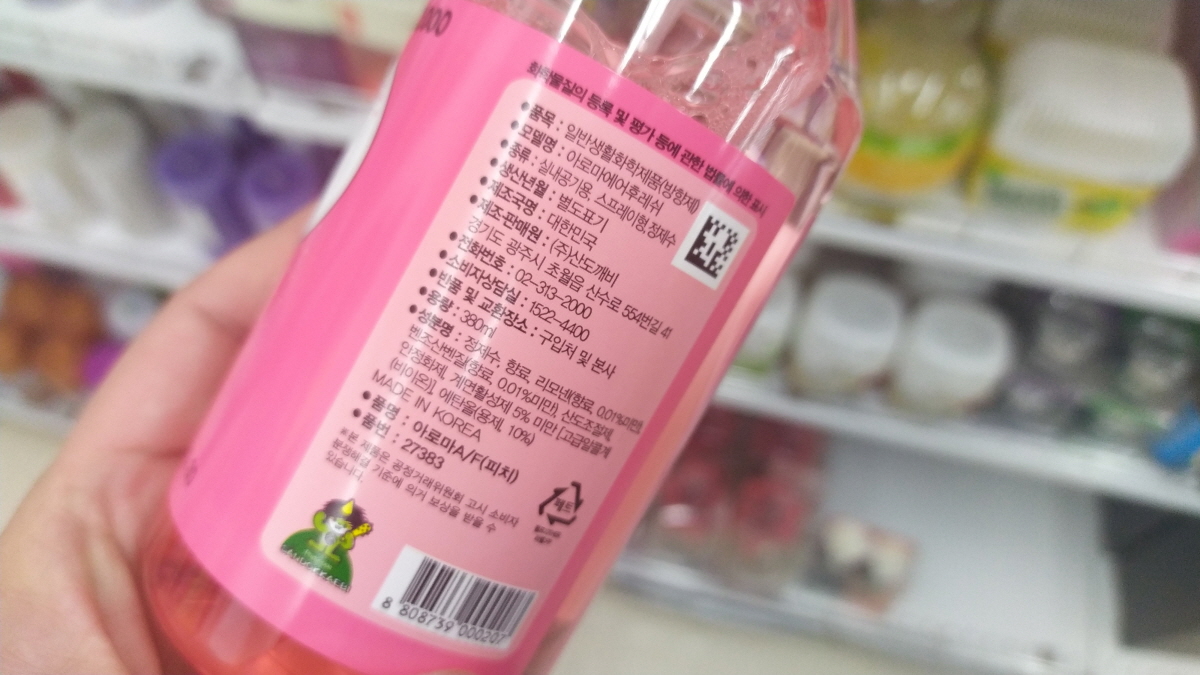 화학물질의 등록 및 평가 등에 관한 법률에 의한 표시
•품목 : 일반생활화학제품(방향제)
•모델명 : 아로마에어후레쉬
•종류 : 실내공기용, 스프레이형, 정제수
•생산년월 : 별도표기
•제조국명 : 대한민국
•제조·판매원 : (주)산도깨비
경기도 광주시 초월읍 산수로 554번길 41
•전화번호 : 02-313-2000
•소비자상담실 : 1522-4400
•반품 및 교환장소 : 구입처 및 본사
•용량 : 380ml
•성분명 : 정제수, 향료, 리모넨(향료, 0.01%미만),
벤조산벤질(향료, 0.01%미만), 산도조절제,
안정화제, 계면활성제 5% 미만 [고급알콜계
(비이온)], 에탄올(용제, 10%)
MADE IN KOREA
•품명 : 아로마A/F(피치)
•품번 : 27383
※본 제품은 공정거래위원회 고시 소비자
분쟁해결 기준에 의거 보상을 받을 수
있습니다.
페트
8 808739 000207